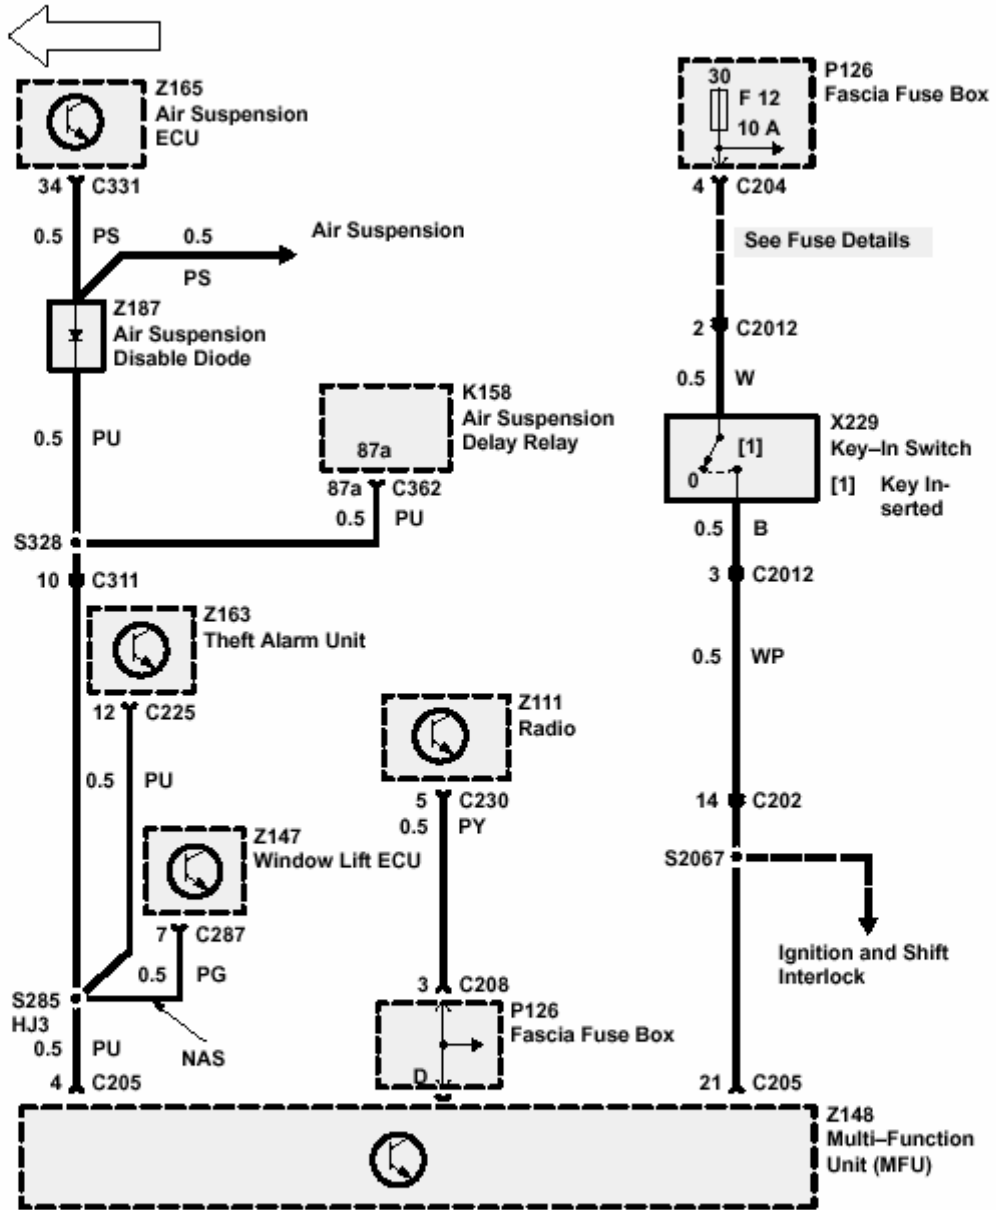 Z165
Air Suspension
ECU
34 C331
0.5 PS 0.5
PS
Air Suspension
Z187
Air Suspension
Disable Diode
0.5 PU
K158
Air Suspension
Delay Relay
87a
87a C362
0.5 PU
S328
10 C311
Z163
Theft Alarm Unit
12 C225
0.5 PU
Z147
Window Lift ECU
7 C287
0.5 PG
S285
HJ3
NAS
0.5 PU
4 C205
Z111
Radio
5 C230
0.5 PY
3 C208
P126
Fascia Fuse Box
D
P126
Fascia Fuse Box
30
F 12
10 A
4 C204
See Fuse Details
2 C2012
0.5 W
X229
Key–In Switch
[1] Key In-
serted
[1]
0
0.5 B
3 C2012
0.5 WP
14 C202
S2067
Ignition and Shift
Interlock
21 C205
Z148
Multi–Function
Unit (MFU)